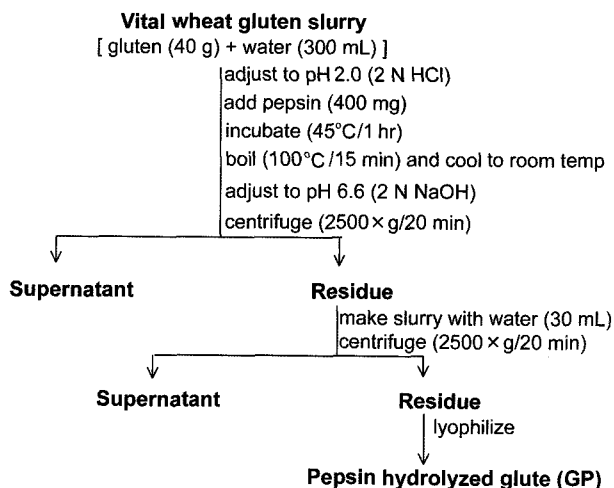 Vital wheat gluten slurry
[ gluten (40 g) + water (300 mL) ]
adjust to pH 2.0 (2 N HCl)
add pepsin (400 mg)
incubate (45°C/1 hr)
boil (100°C/15 min) and cool to room temp
adjust to pH 6.6 (2 N NaOH)
centrifuge (2500×g/20 min)
Supernatant Residue
make slurry with water (30 mL)
centrifuge (2500×g/20 min)
Supernatant Residue
lyophilize
Pepsin hydrolyzed glute (GP)